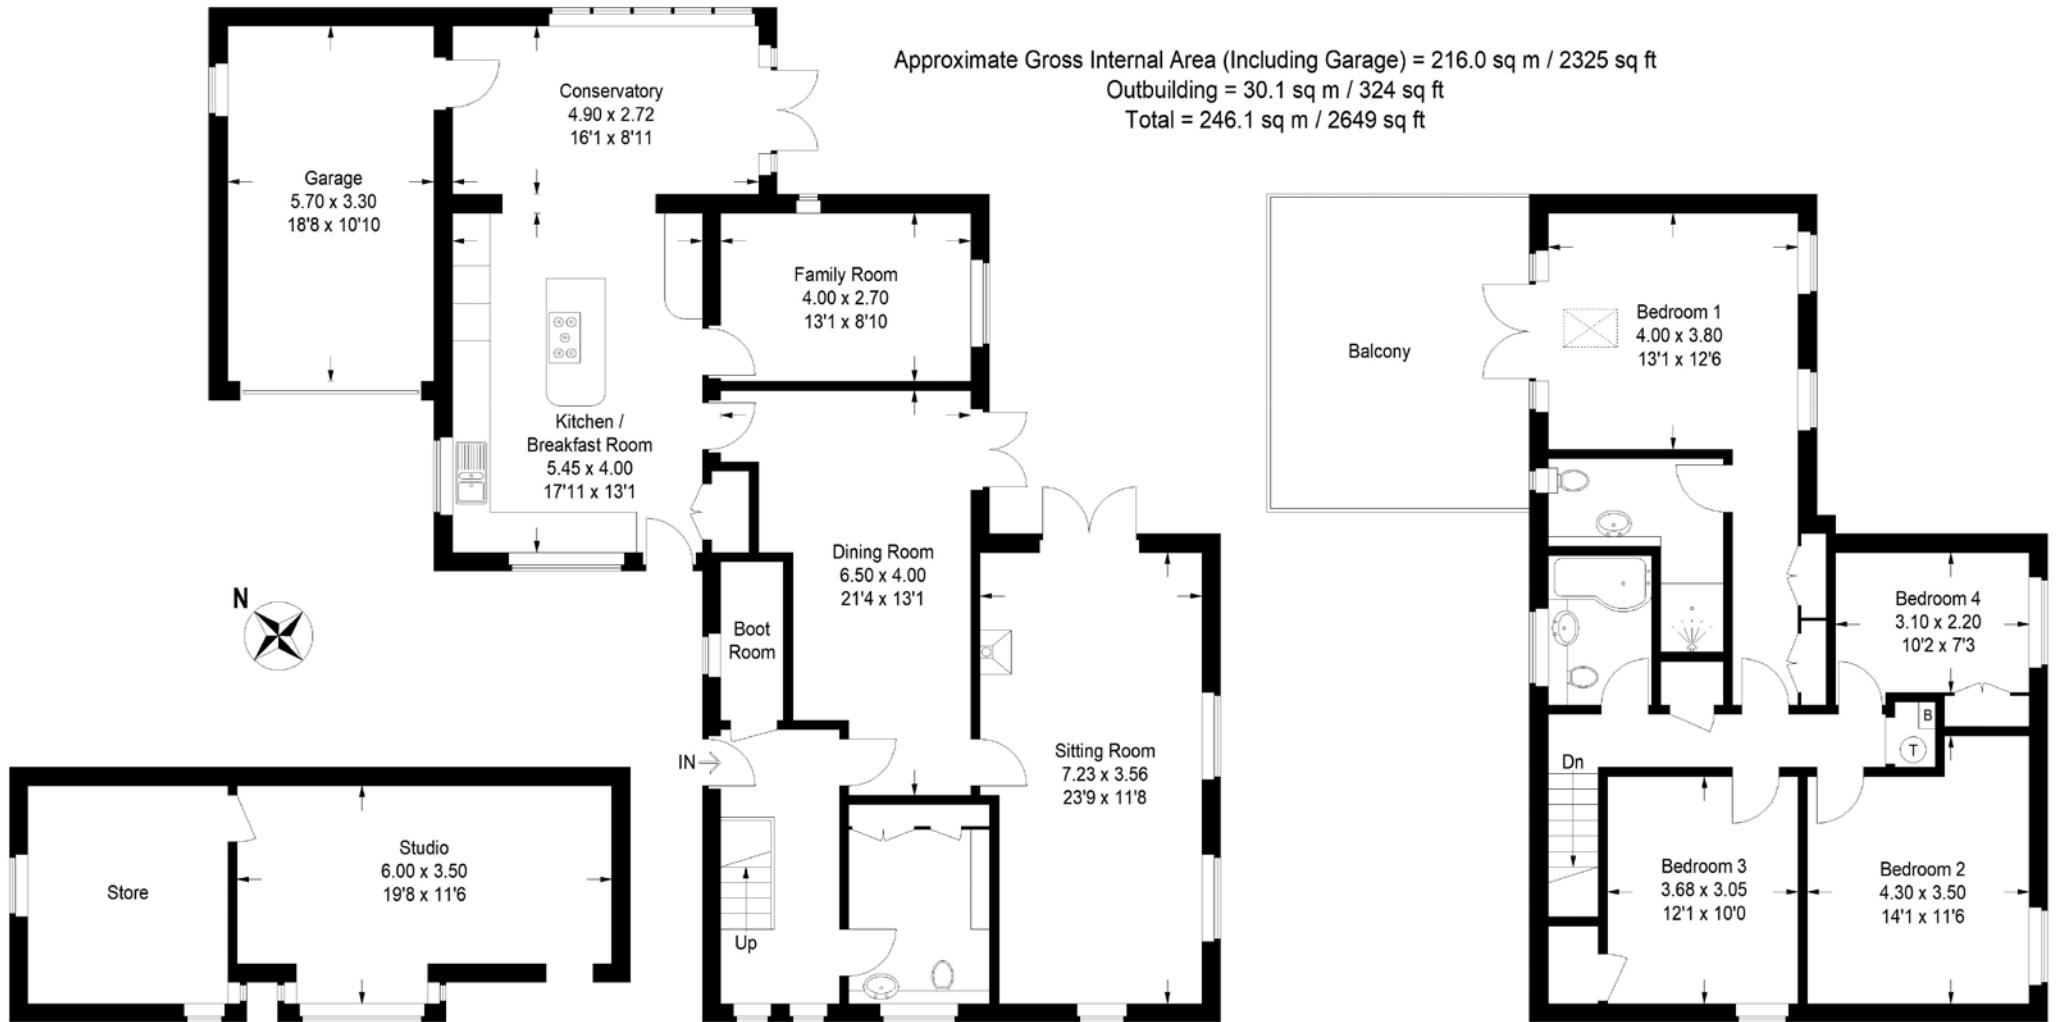 Approximate Gross Internal Area (Including Garage) = 216.0 sq m / 2325 sq ft
Outbuilding = 30.1 sq m / 324 sq ft
Total = 246.1 sq m / 2649 sq ft
Conservatory
4.90 x 2.72
16'1 x 8'11
Garage
5.70 x 3.30
18'8 x 10'10
Family Room
4.00 x 2.70
13'1 x 8'10
Kitchen /
Breakfast Room
5.45 x 4.00
17'11 x 13'1
Dining Room
6.50 x 4.00
21'4 x 13'1
Boot
Room
IN
Sitting Room
7.23 x 3.56
23'9 x 11'8
Up
N
Store
Studio
6.00 x 3.50
19'8 x 11'6
Balcony
Bedroom 1
4.00 x 3.80
13'1 x 12'6
Bedroom 4
3.10 x 2.20
10'2 x 7'3
B
T
Dn
Bedroom 3
3.68 x 3.05
12'1 x 10'0
Bedroom 2
4.30 x 3.50
14'1 x 11'6